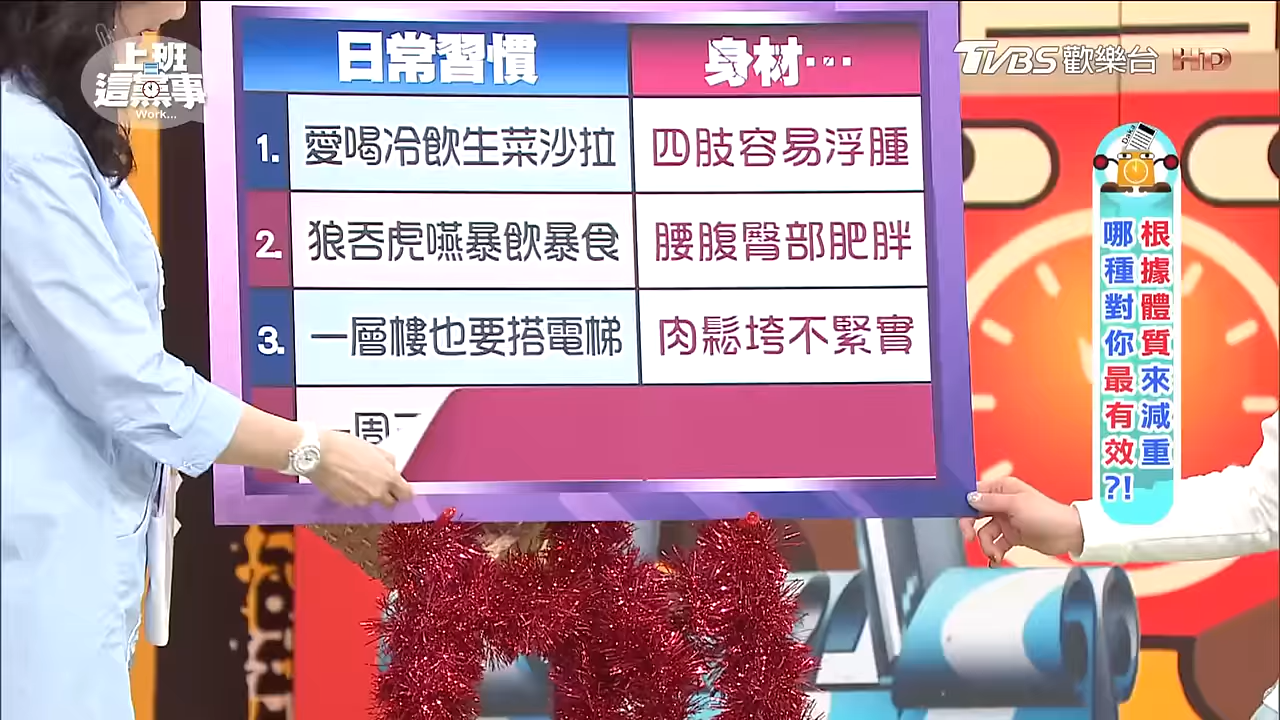 上班
這黨事
Work...
TVBS歡樂台 HD
日常習慣 身材…
1. 愛喝冷飲生菜沙拉 四肢容易浮腫
2. 狼吞虎嚥暴飲暴食 腰腹臀部肥胖
3. 一層樓也要搭電梯 肉鬆垮不緊實
一周
根據體質來減重
哪種對你最有效?!